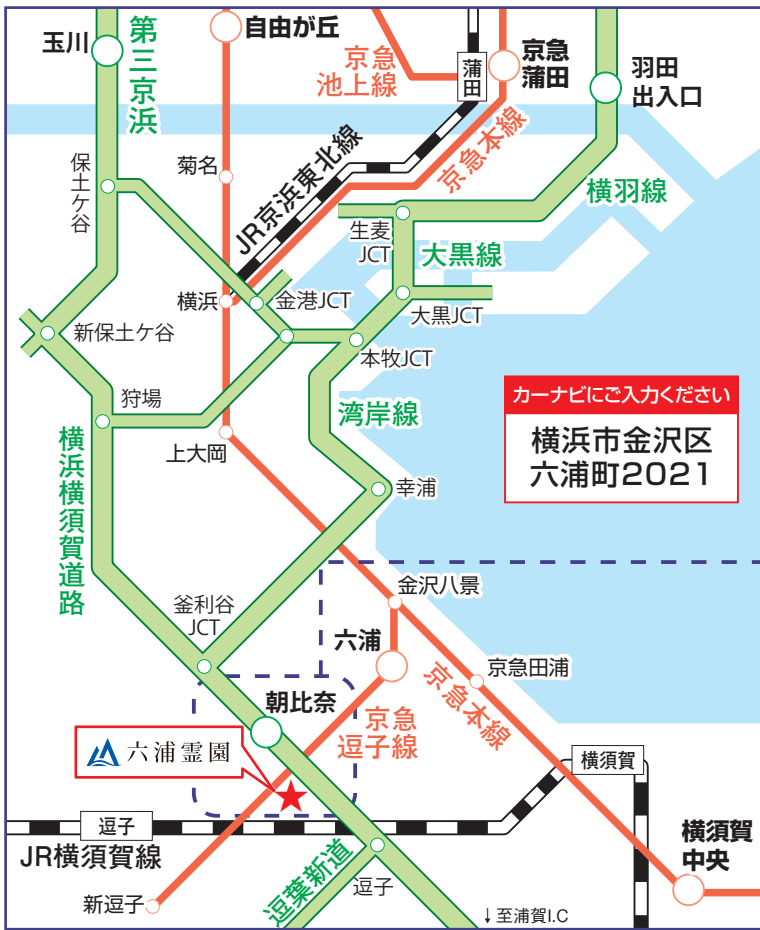 玉川
第三京浜
自由が丘
京急
池上線
蒲田
京急
蒲田
羽田
出入口
保土ケ谷
菊名
JR京浜東北線
京急本線
横羽線
生麦
JCT
大黒線
横浜
金港JCT
大黒JCT
新保土ケ谷
本牧JCT
狩場
湾岸線
カーナビにご入力ください
横浜市金沢区
六浦町2021
横浜横須賀道路
上大岡
幸浦
釜利谷
JCT
金沢八景
六浦
京急田浦
朝比奈
京急
逗子線
京急本線
六浦霊園
横須賀
逗子
JR横須賀線
横須賀
中央
逗葉新道
逗子
新逗子
↓至浦賀I.C